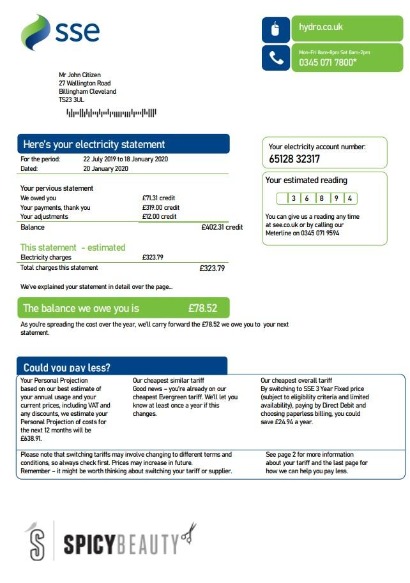 sse
hydro.co.uk
Mon-Fri 8am-8pm Sat 8am-2pm
0345 071 7800*
Mr John Citizen
27 Wallington Road
Billingham Cleveland
TS23 3UL
Here's your electricity statement
For the period: 22 July 2019 to 18 January 2020
Dated: 20 January 2020
Your pervious statement
We owed you £71.31 credit
Your payments, thank you £319.00 credit
Your adjustments £12.00 credit
Balance £402.31 credit
This statement - estimated
Electricity charges £323.79
Total charges this statement £323.79
We've explained your statement in detail over the page...
The balance we owe you is £78.52
As you're spreading the cost over the year, we'll carry forward the £78.52 we owe you to your next
statement.
Your electricity account number:
65128 32317
Your estimated reading
3 6 8 9 4
You can give us a reading any time
at sse.co.uk or by calling our
Meterline on 0345 071 9594
Could you pay less?
Your Personal Projection
based on our best estimate of
your annual usage and your
current prices, including VAT and
any discounts, we estimate your
Personal Projection of costs for
the next 12 months will be
£638.91.
Our cheapest similar tariff
Good news – you're already on our
cheapest Evergreen tariff. We'll let you
know at least once a year if this
changes.
Our cheapest overall tariff
By switching to SSE 3 Year Fixed price
(subject to eligibility criteria and limited
availability), paying by Direct Debit and
choosing paperless billing, you could
save £24.94 a year.
Please note that switching tariffs may involve changing to different terms and
conditions, so always check first. Prices may increase in future.
Remember – it might be worth thinking about switching your tariff or supplier.
See page 2 for more information
about your tariff and the last page for
how we can help you pay less.
S SPICYBEAUTY